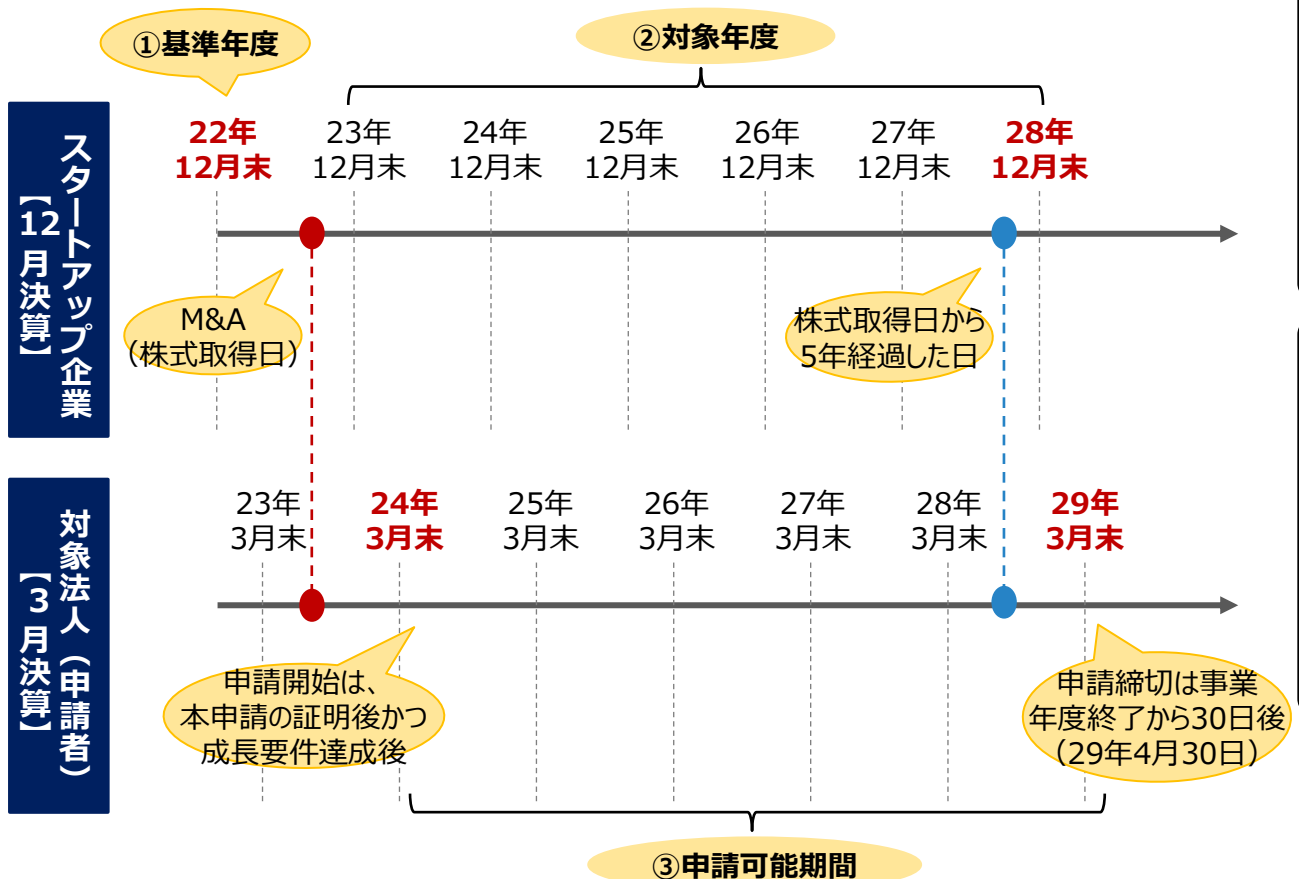 ①基準年度
②対象年度
スタートアップ企業
【12月決算】
22年
12月末
23年
12月末
24年
12月末
25年
12月末
26年
12月末
27年
12月末
28年
12月末
M&A
（株式取得日）
株式取得日から
5年経過した日
対象法人（申請者）
【3月決算】
23年
3月末
24年
3月末
25年
3月末
26年
3月末
27年
3月末
28年
3月末
29年
3月末
申請開始は、
本申請の証明後かつ
成長要件達成後
申請締切は事業
年度終了から30日後
（29年4月30日）
③申請可能期間